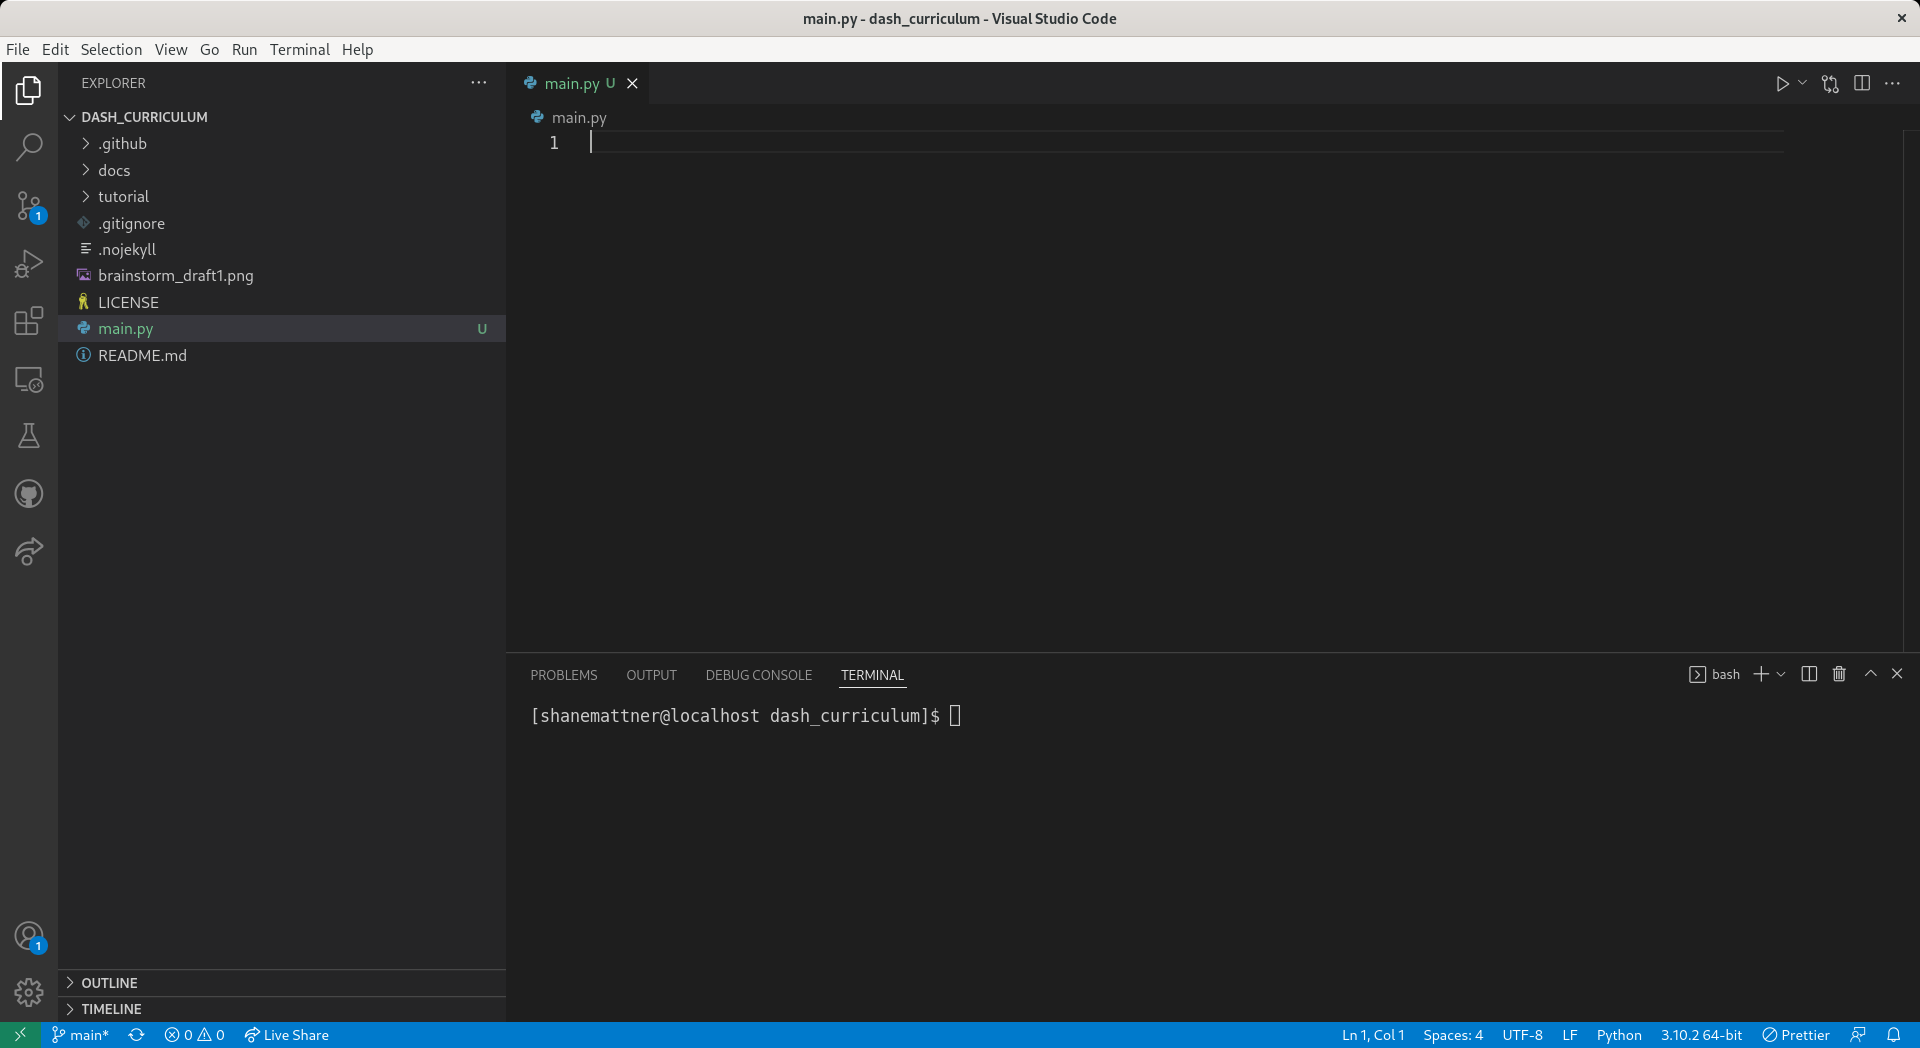 main.py - dash_curriculum - Visual Studio Code
File Edit Selection View Go Run Terminal Help
EXPLORER
DASH_CURRICULUM
.github
docs
tutorial
.gitignore
.nojekyll
brainstorm_draft1.png
LICENSE
main.py U
README.md
OUTLINE
TIMELINE
1
1
main.py U
main.py
1
PROBLEMS OUTPUT DEBUG CONSOLE TERMINAL
bash
[shanemattner@localhost dash_curriculum]$
main* 0 0 Live Share
Ln 1, Col 1 Spaces: 4 UTF-8 LF Python 3.10.2 64-bit Prettier